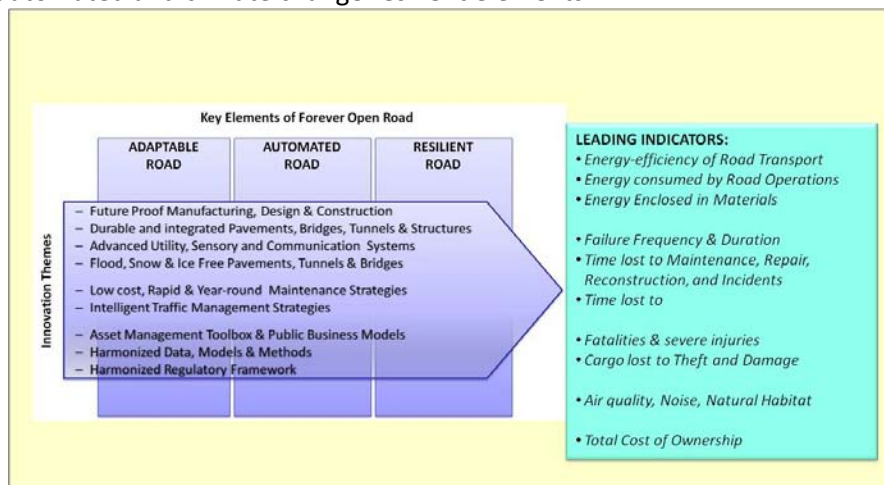 Key Elements of Forever Open Road
ADAPTABLE
ROAD
AUTOMATED
ROAD
RESILIENT
ROAD
Innovation Themes
– Future Proof Manufacturing, Design & Construction
– Durable and integrated Pavements, Bridges, Tunnels & Structures
– Advanced Utility, Sensory and Communication Systems
– Flood, Snow & Ice Free Pavements, Tunnels & Bridges
– Low cost, Rapid & Year-round Maintenance Strategies
– Intelligent Traffic Management Strategies
– Asset Management Toolbox & Public Business Models
– Harmonized Data, Models & Methods
– Harmonized Regulatory Framework
LEADING INDICATORS:
• Energy-efficiency of Road Transport
• Energy consumed by Road Operations
• Energy Enclosed in Materials
• Failure Frequency & Duration
• Time lost to Maintenance, Repair,
Reconstruction, and Incidents
• Time lost to
• Fatalities & severe injuries
• Cargo lost to Theft and Damage
• Air quality, Noise, Natural Habitat
• Total Cost of Ownership